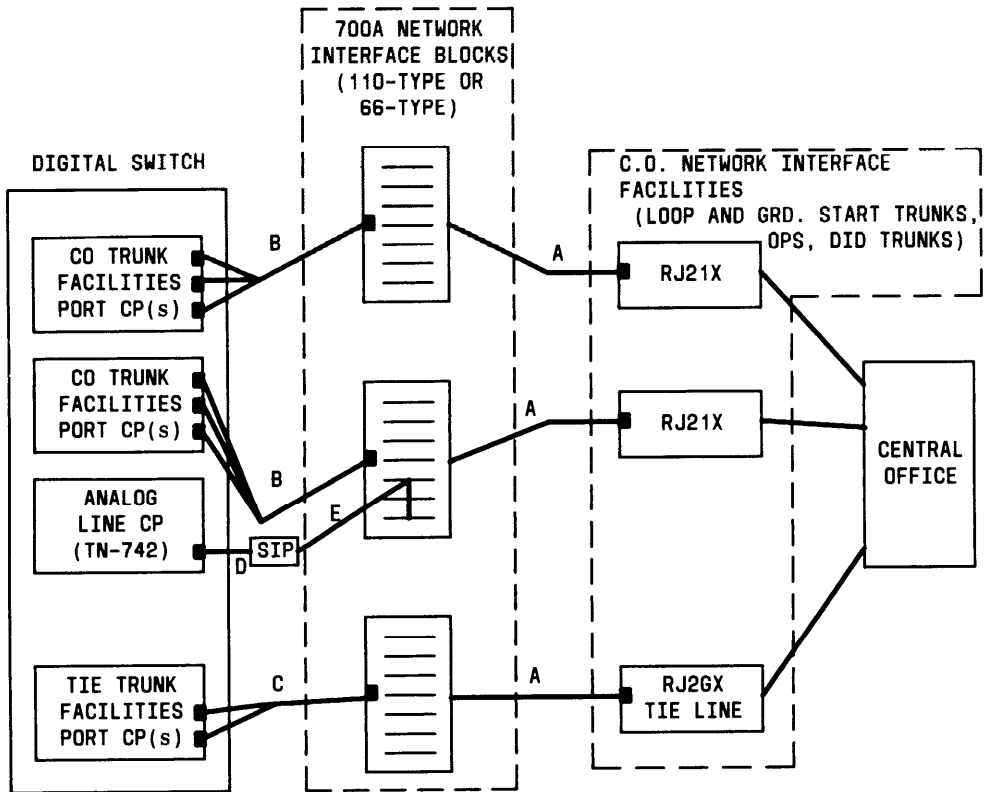 700A NETWORK
INTERFACE BLOCKS
(110-TYPE OR
66-TYPE)
DIGITAL SWITCH
C.O. NETWORK INTERFACE
FACILITIES
(LOOP AND GRD. START TRUNKS,
OPS, DID TRUNKS)
CO TRUNK
FACILITIES
PORT CP(s)
B
A
RJ21X
CO TRUNK
FACILITIES
PORT CP(s)
B
A
RJ21X
CENTRAL
OFFICE
ANALOG
LINE CP
(TN-742)
D
SIP
E
TIE TRUNK
FACILITIES
PORT CP(s)
C
A
RJ2GX
TIE LINE